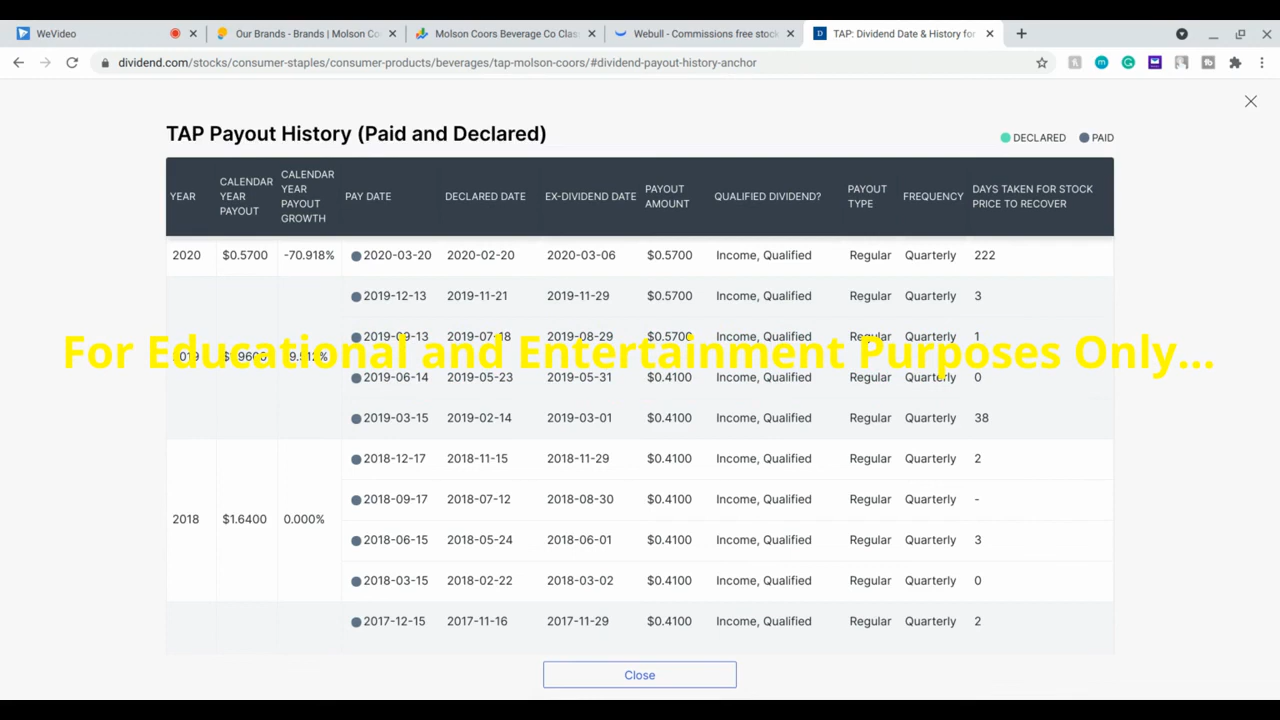 WeVideo
Our Brands - Brands | Molson Co
Molson Coors Beverage Co Clas
Webull - Commissions free stock
TAP: Dividend Date & History for
dividend.com/stocks/consumer-staples/consumer-products/beverages/tap-molson-coors/#dividend-payout-history-anchor
TAP Payout History (Paid and Declared)
DECLARED PAID
YEAR CALENDAR YEAR PAYOUT CALENDAR YEAR PAYOUT GROWTH PAY DATE DECLARED DATE EX-DIVIDEND DATE PAYOUT AMOUNT QUALIFIED DIVIDEND? PAYOUT TYPE FREQUENCY DAYS TAKEN FOR STOCK PRICE TO RECOVER
2020 $0.5700 -70.918% 2020-03-20 2020-02-20 2020-03-06 $0.5700 Income, Qualified Regular Quarterly 222
2019-12-13 2019-11-21 2019-11-29 $0.5700 Income, Qualified Regular Quarterly 3
2019-09-13 2019-07-18 2019-08-29 $0.5700 Income, Qualified Regular Quarterly 1
For Educational and Entertainment Purposes Only...
2019 $1.9600
2019-06-14 2019-05-23 2019-05-31 $0.4100 Income, Qualified Regular Quarterly 0
2019-03-15 2019-02-14 2019-03-01 $0.4100 Income, Qualified Regular Quarterly 38
2018-12-17 2018-11-15 2018-11-29 $0.4100 Income, Qualified Regular Quarterly 2
2018-09-17 2018-07-12 2018-08-30 $0.4100 Income, Qualified Regular Quarterly -
2018 $1.6400 0.000%
2018-06-15 2018-05-24 2018-06-01 $0.4100 Income, Qualified Regular Quarterly 3
2018-03-15 2018-02-22 2018-03-02 $0.4100 Income, Qualified Regular Quarterly 0
2017-12-15 2017-11-16 2017-11-29 $0.4100 Income, Qualified Regular Quarterly 2
Close